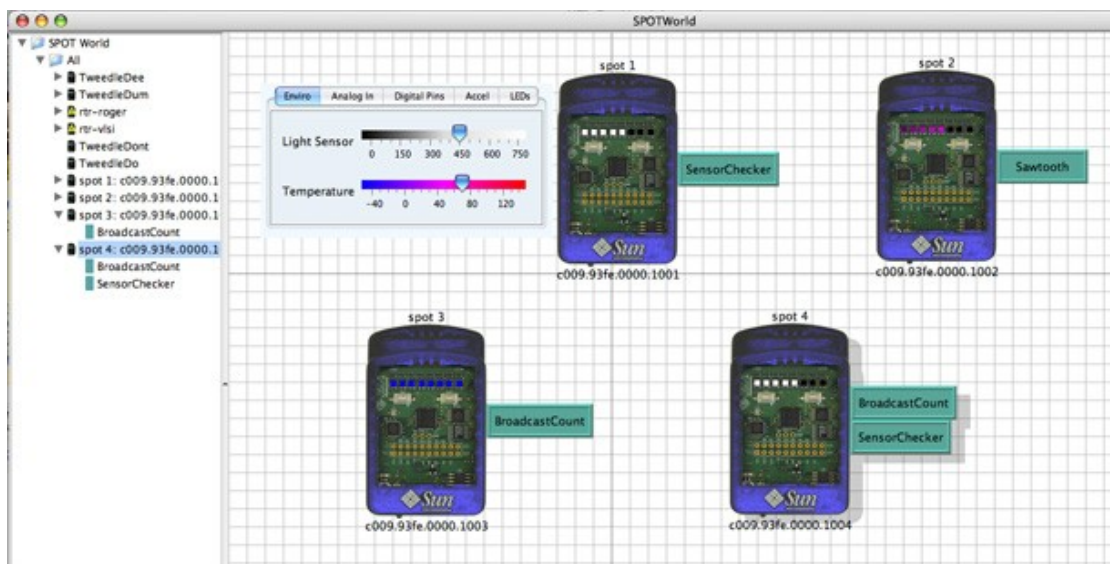 SPOTWorld
SPOT World
All
TweedleDee
TweedleDum
rtr-roger
rtr-vlsi
TweedleDont
TweedleDo
spot 1: c009.93fe.0000.1
spot 2: c009.93fe.0000.1
spot 3: c009.93fe.0000.1
BroadcastCount
spot 4: c009.93fe.0000.1
BroadcastCount
SensorChecker
Enviro Analog In Digital Pins Accel LEDs
Light Sensor
0 150 300 450 600 750
Temperature
-40 0 40 80 120
spot 1
SensorChecker
Sun
c009.93fe.0000.1001
spot 2
Sawtooth
Sun
c009.93fe.0000.1002
spot 3
BroadcastCount
Sun
c009.93fe.0000.1003
spot 4
BroadcastCount
SensorChecker
Sun
c009.93fe.0000.1004